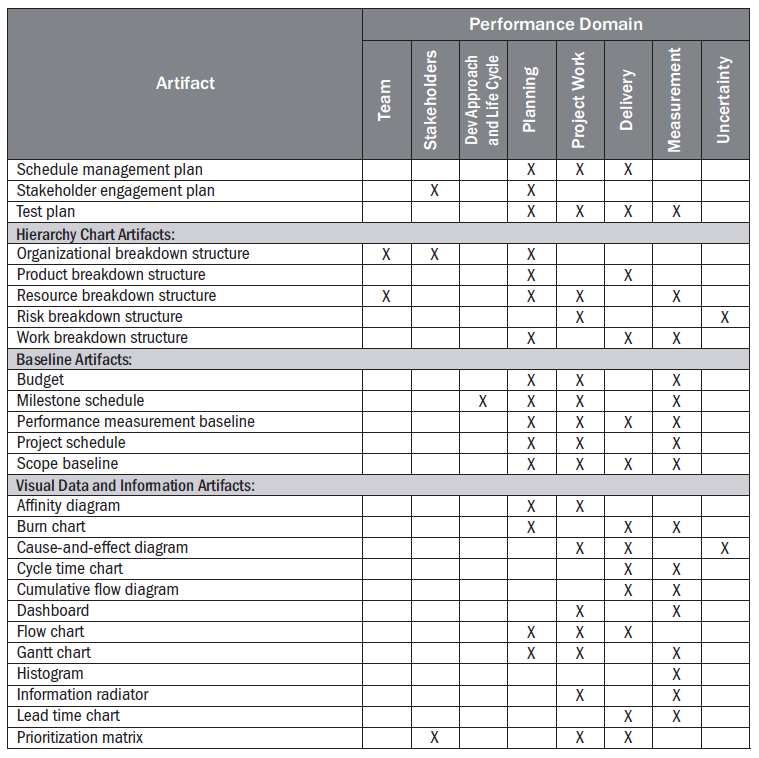 Artifact
Performance Domain
Team
Stakeholders
Dev Approach
and Life Cycle
Planning
Project Work
Delivery
Measurement
Uncertainty
Schedule management plan X X X
Stakeholder engagement plan X X
Test plan X X X X
Hierarchy Chart Artifacts:
Organizational breakdown structure X X X
Product breakdown structure X X
Resource breakdown structure X X X X
Risk breakdown structure X X
Work breakdown structure X X X
Baseline Artifacts:
Budget X X X
Milestone schedule X X X X
Performance measurement baseline X X X X
Project schedule X X X
Scope baseline X X X X
Visual Data and Information Artifacts:
Affinity diagram X X
Burn chart X X X
Cause-and-effect diagram X X X
Cycle time chart X X
Cumulative flow diagram X X
Dashboard X X
Flow chart X X X
Gantt chart X X X
Histogram X
Information radiator X X
Lead time chart X X
Prioritization matrix X X X